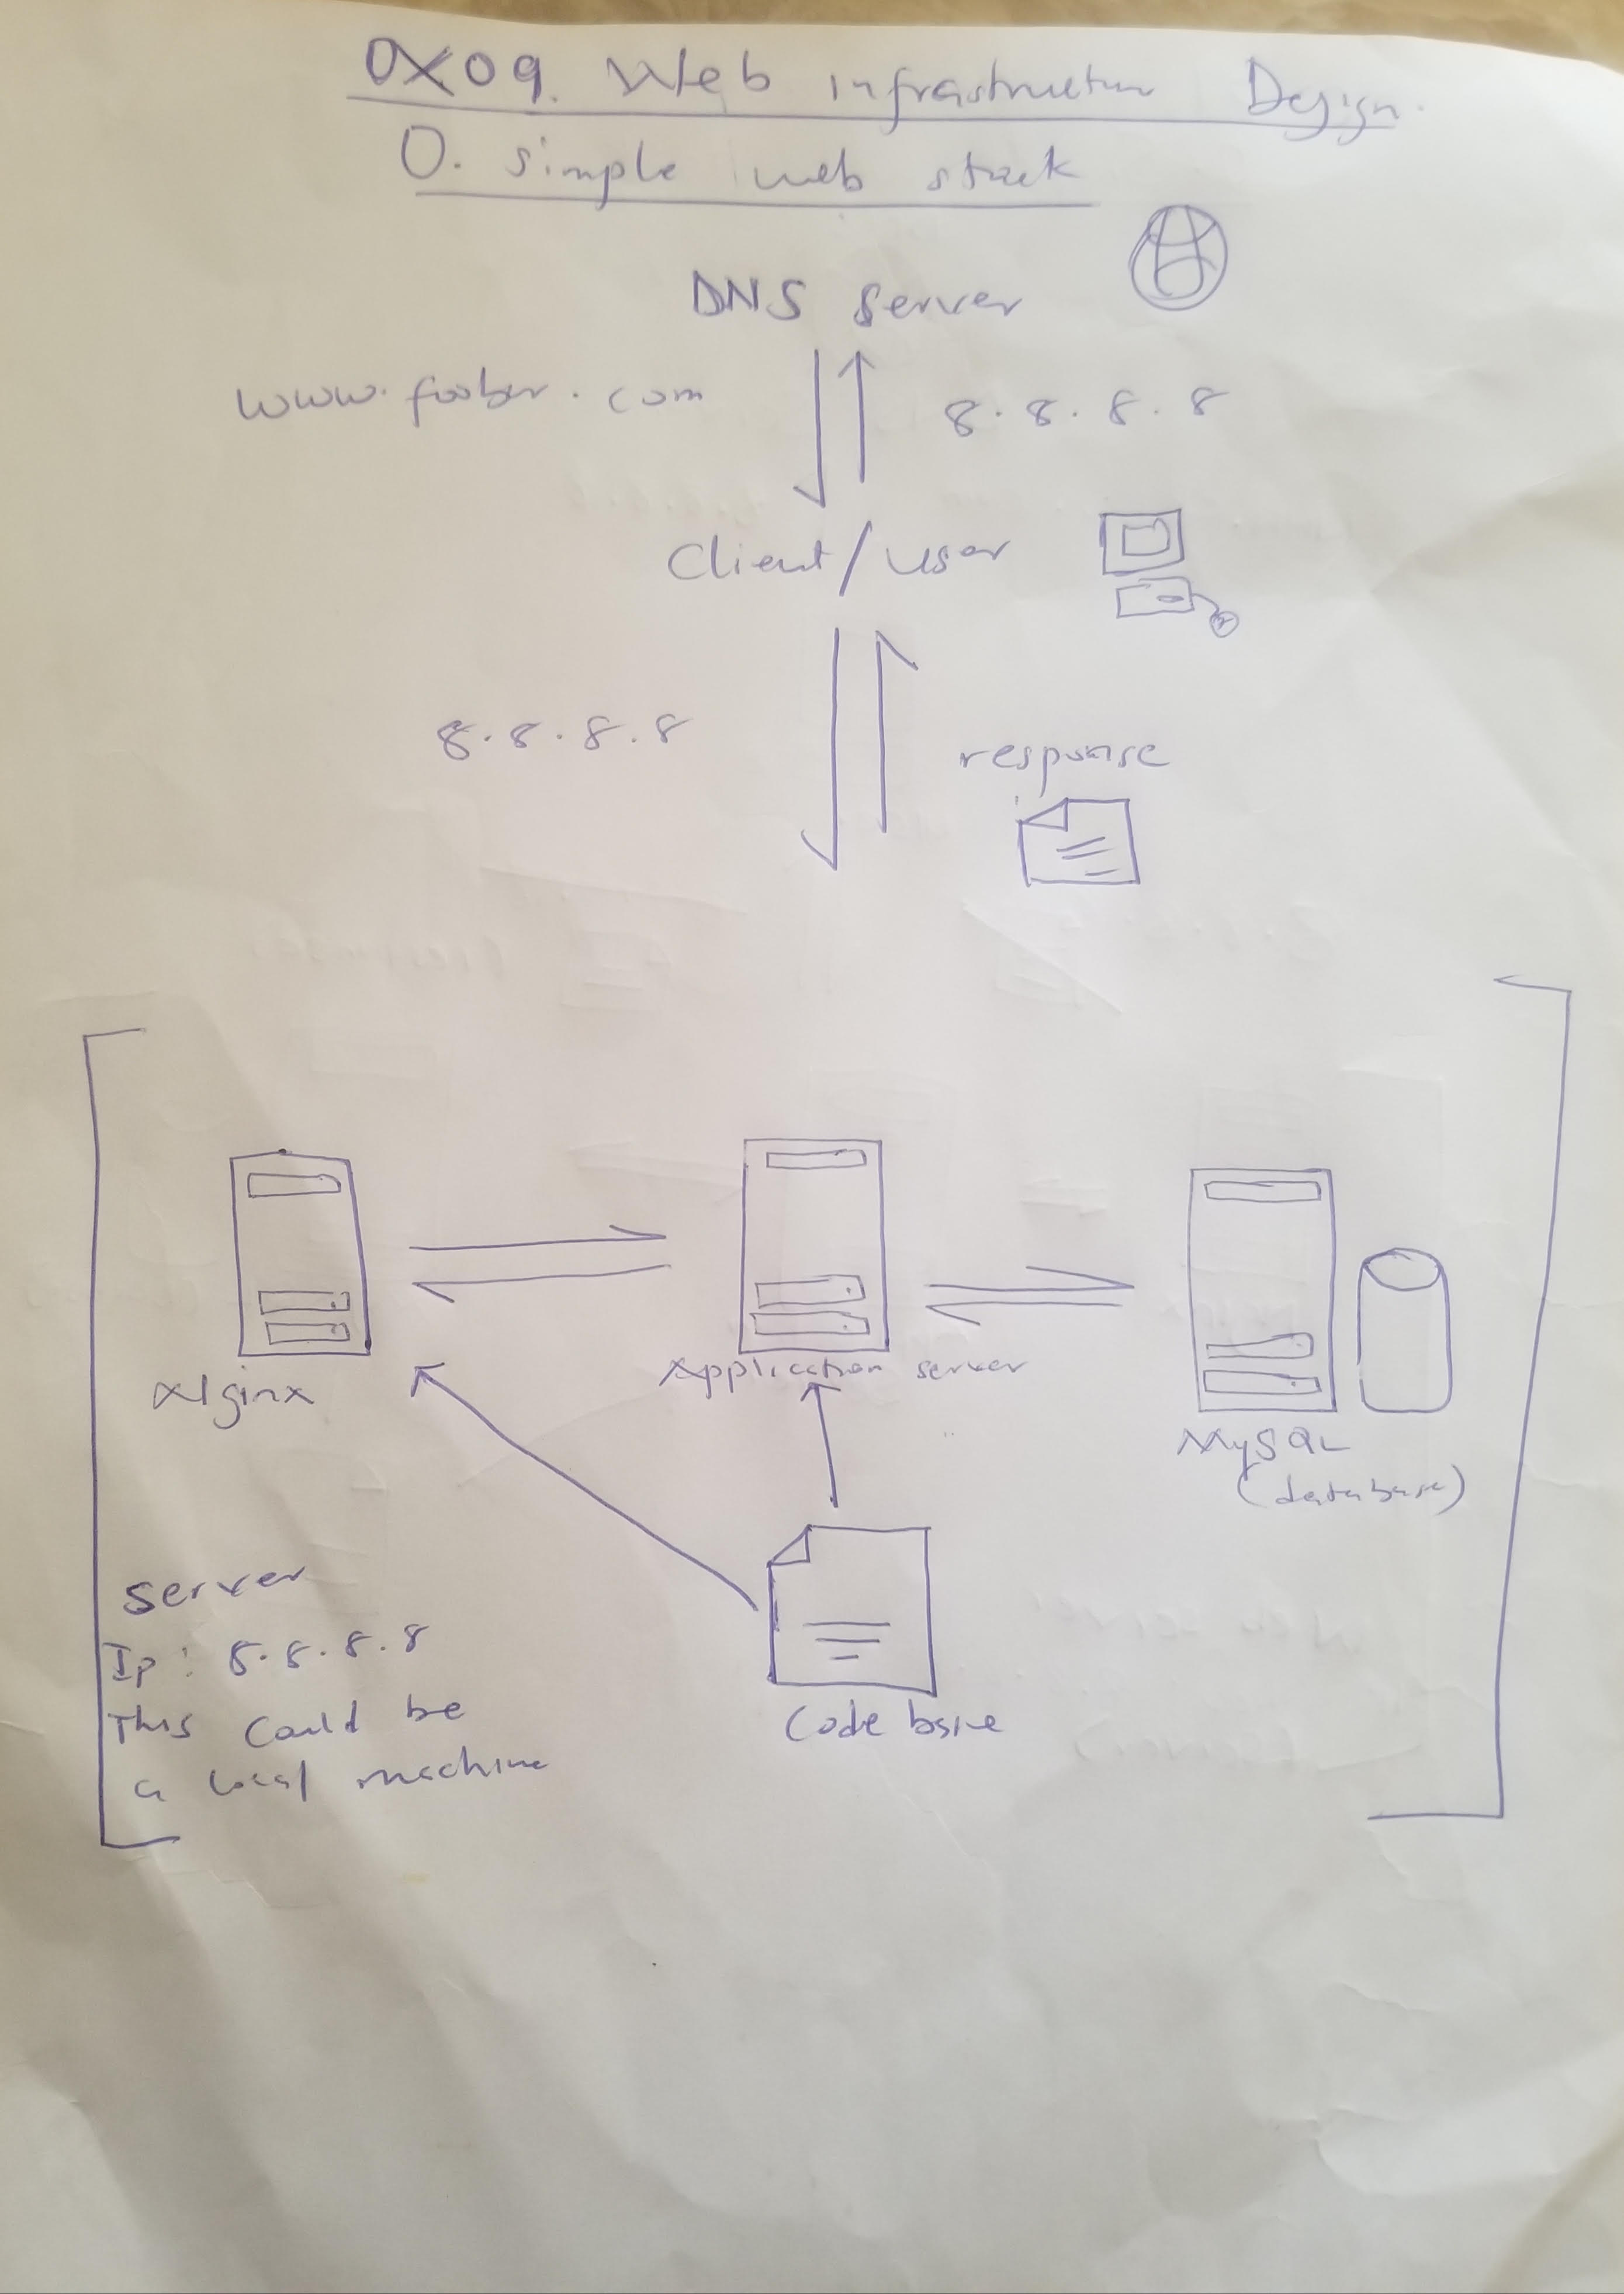 0X09. Web infrastructure Design.
0. Simple web stack
DNS Server
www.foobar.com
8.8.8.8
Client/user
8.8.8.8
response
Nginx
Application server
MySQL
(database)
Server
Ip: 8.8.8.8
This Could be
a local machine
Code base